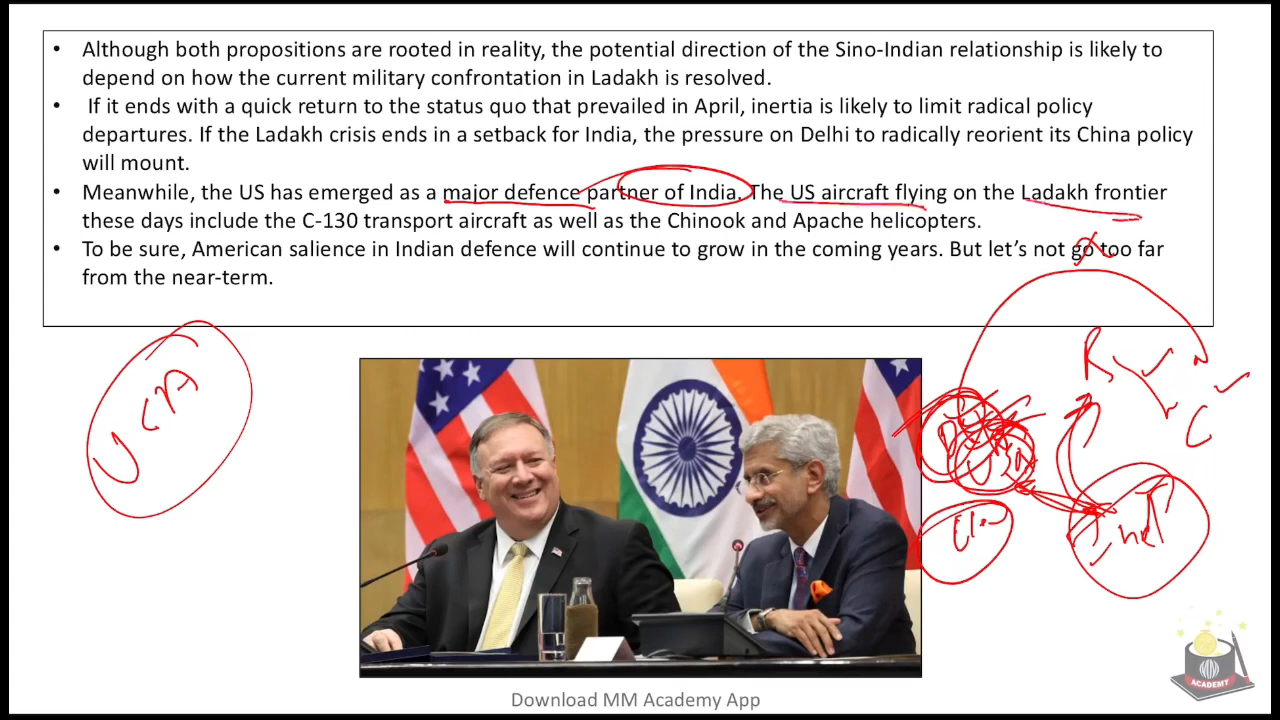 • Although both propositions are rooted in reality, the potential direction of the Sino-Indian relationship is likely to
depend on how the current military confrontation in Ladakh is resolved.
• If it ends with a quick return to the status quo that prevailed in April, inertia is likely to limit radical policy
departures. If the Ladakh crisis ends in a setback for India, the pressure on Delhi to radically reorient its China policy
will mount.
• Meanwhile, the US has emerged as a major defence partner of India. The US aircraft flying on the Ladakh frontier
these days include the C-130 transport aircraft as well as the Chinook and Apache helicopters.
• To be sure, American salience in Indian defence will continue to grow in the coming years. But let's not go too far
from the near-term.
R
C
ACADEMY
Download MM Academy App